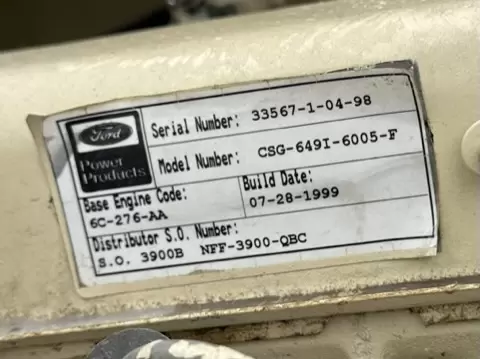 Ford
Power
Products
Serial Number: 33567-1-04-98
Model Number: CSG-649I-6005-F
Base Engine Code:
6C-276-AA
Build Date:
07-28-1999
Distributor S.O. Number:
S.O. 3900B NFF-3900-QBC